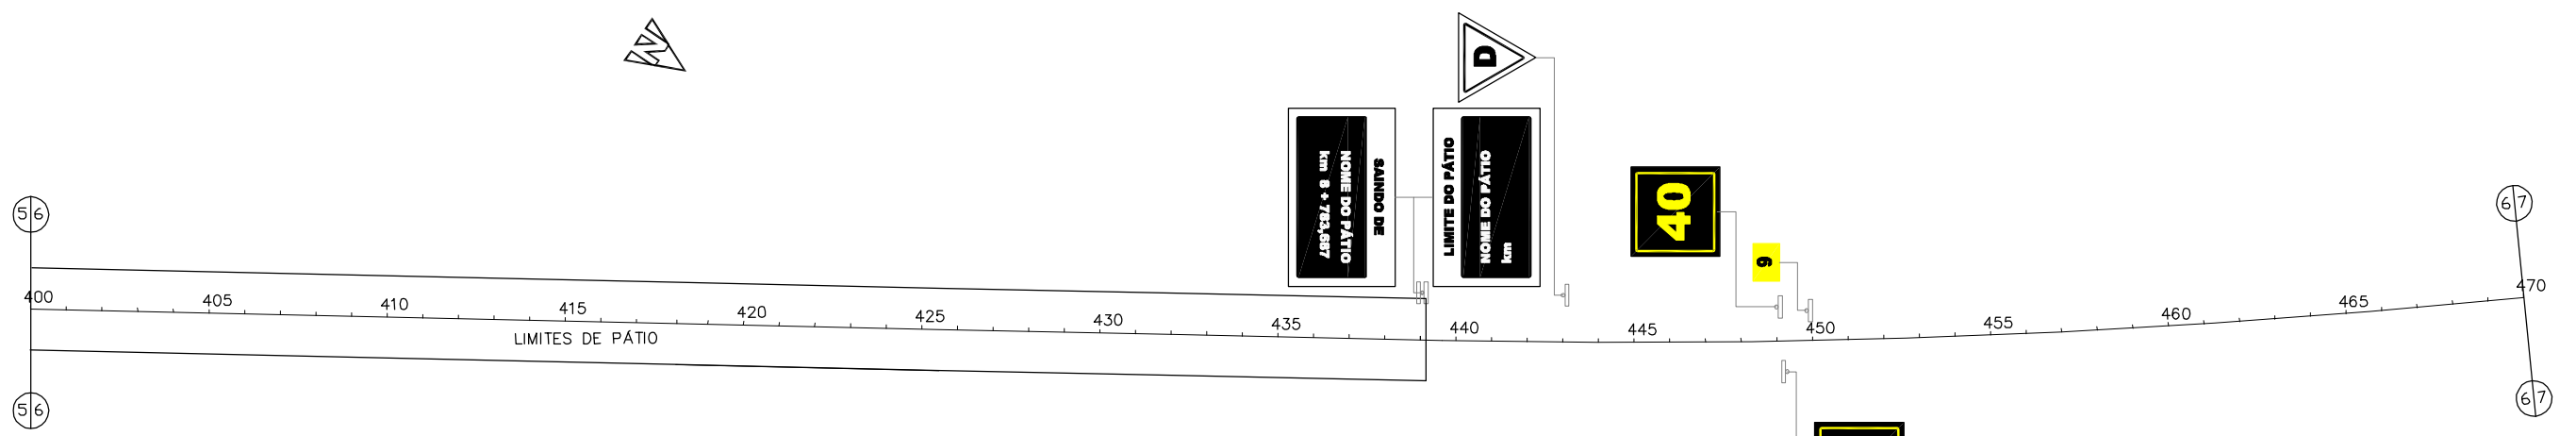 N
D
SAINDO DE
NOME DO PÁTIO
km 8 + 783,687
LIMITE DO PÁTIO
NOME DO PÁTIO
km
40
9
5 6
6 7
400
405
410
415
420
425
430
435
440
445
450
455
460
465
470
LIMITES DE PÁTIO
5 6
6 7